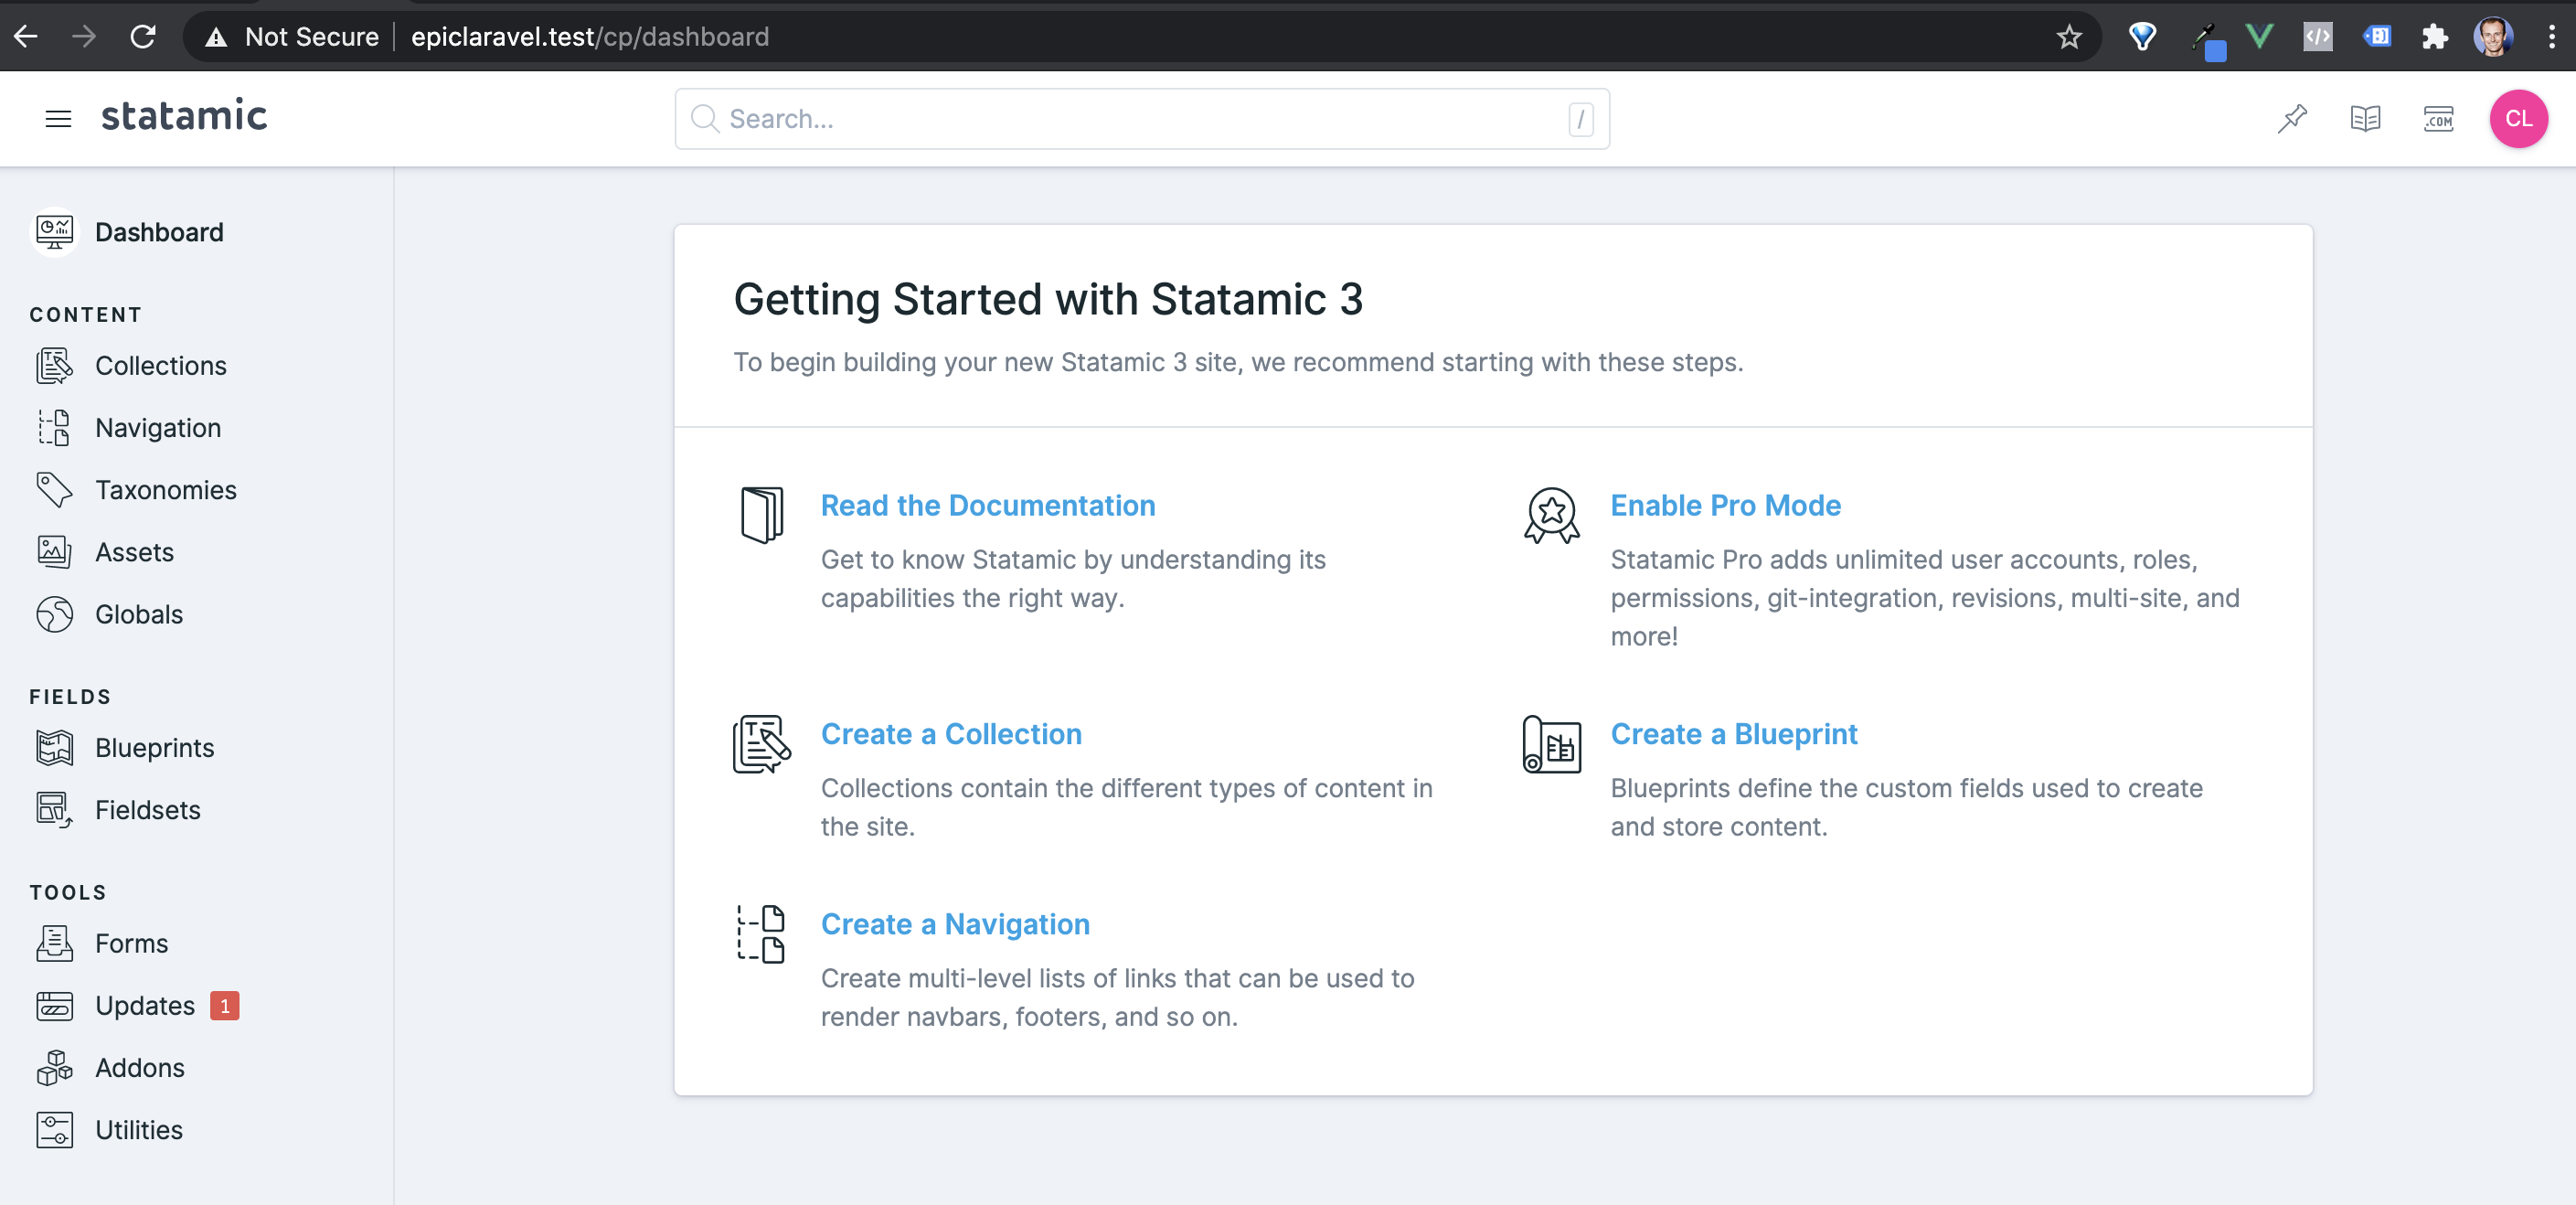 Not Secure epiclaravel.test/cp/dashboard
statamic
Search... /
.COM
CL
Dashboard
CONTENT
Collections
Navigation
Taxonomies
Assets
Globals
FIELDS
Blueprints
Fieldsets
TOOLS
Forms
Updates 1
Addons
Utilities
Getting Started with Statamic 3
To begin building your new Statamic 3 site, we recommend starting with these steps.
Read the Documentation
Get to know Statamic by understanding its
capabilities the right way.
Enable Pro Mode
Statamic Pro adds unlimited user accounts, roles,
permissions, git-integration, revisions, multi-site, and
more!
Create a Collection
Collections contain the different types of content in
the site.
Create a Blueprint
Blueprints define the custom fields used to create
and store content.
Create a Navigation
Create multi-level lists of links that can be used to
render navbars, footers, and so on.